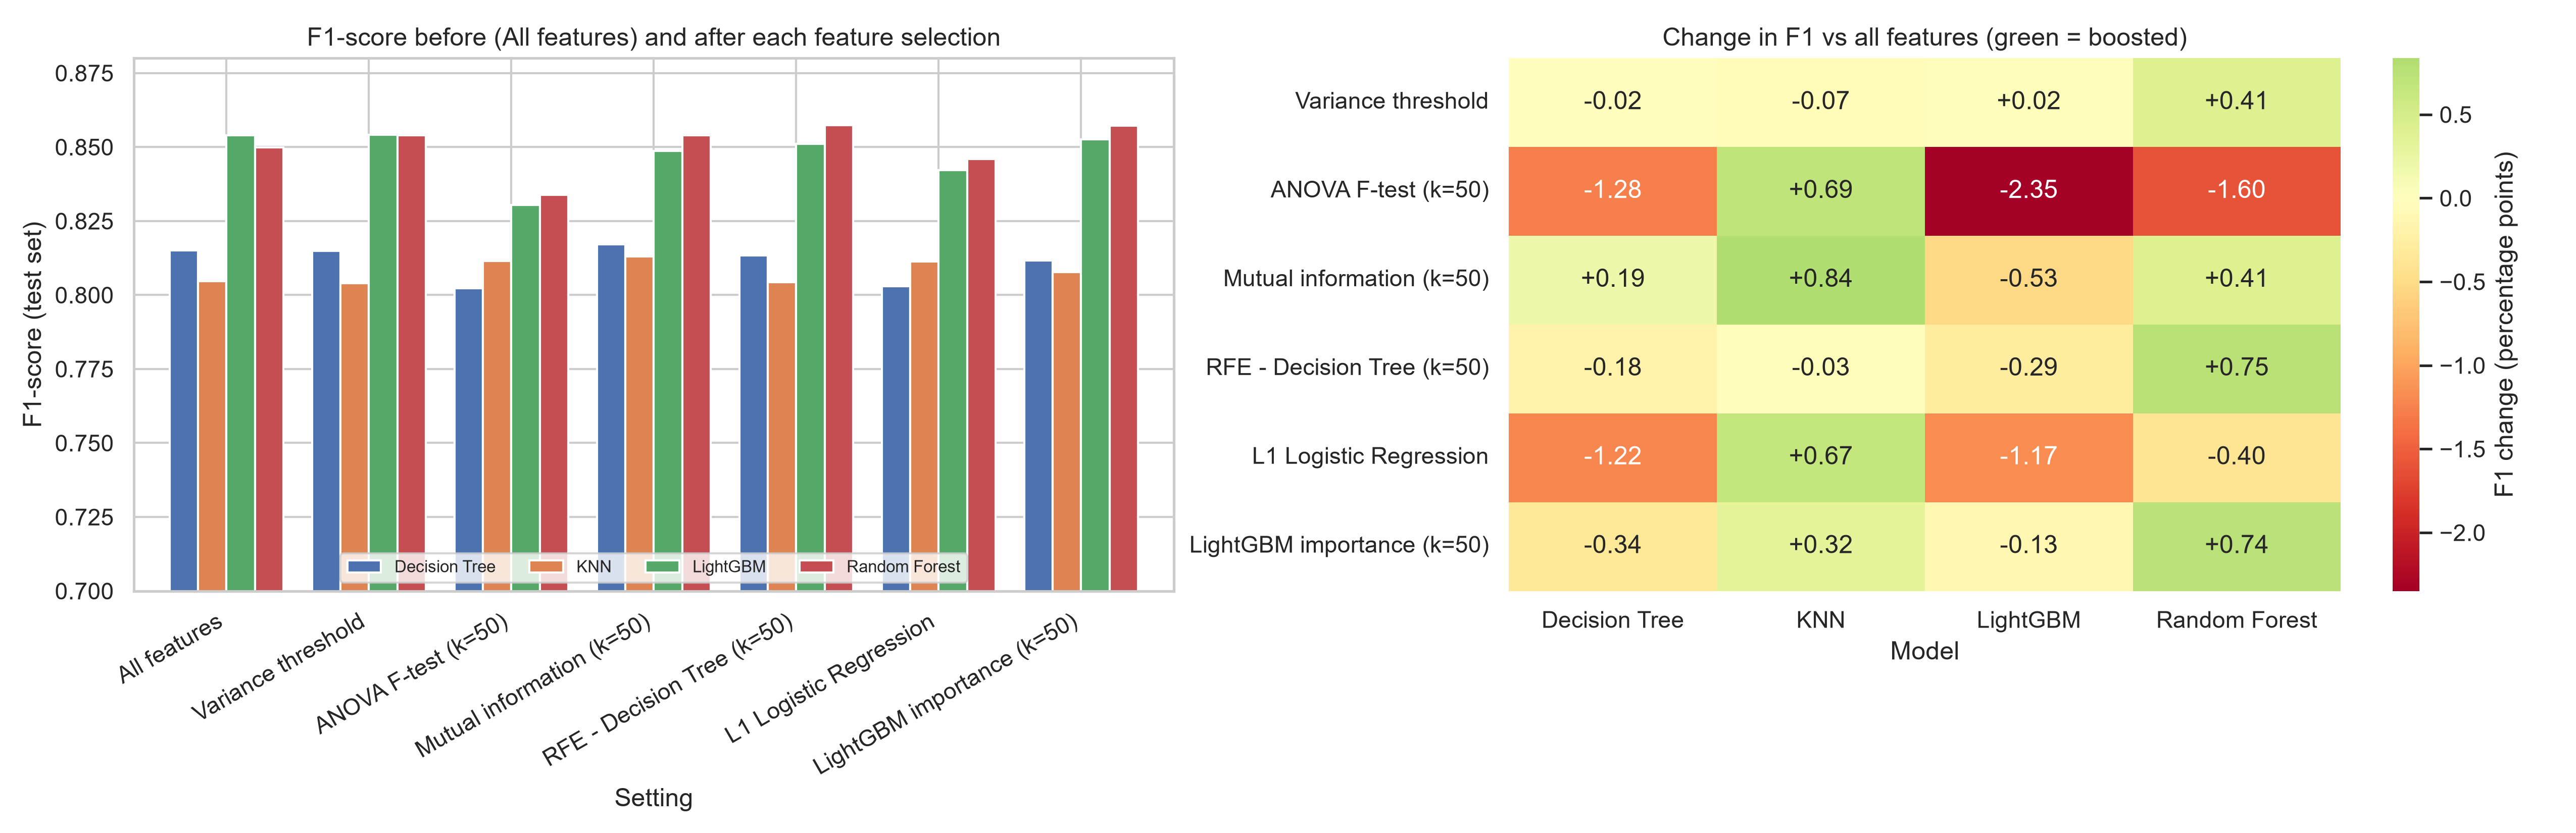 F1-score before (All features) and after each feature selection
F1-score (test set)
0.875
0.850
0.825
0.800
0.775
0.750
0.725
0.700
Decision Tree KNN LightGBM Random Forest
All features
Variance threshold
ANOVA F-test (k=50)
Mutual information (k=50)
RFE - Decision Tree (k=50)
L1 Logistic Regression
LightGBM importance (k=50)
Setting
Change in F1 vs all features (green = boosted)
Variance threshold -0.02 -0.07 +0.02 +0.41
ANOVA F-test (k=50) -1.28 +0.69 -2.35 -1.60
Mutual information (k=50) +0.19 +0.84 -0.53 +0.41
RFE - Decision Tree (k=50) -0.18 -0.03 -0.29 +0.75
L1 Logistic Regression -1.22 +0.67 -1.17 -0.40
LightGBM importance (k=50) -0.34 +0.32 -0.13 +0.74
Decision Tree KNN LightGBM Random Forest
Model
0.5
0.0
−0.5
−1.0
−1.5
−2.0
F1 change (percentage points)